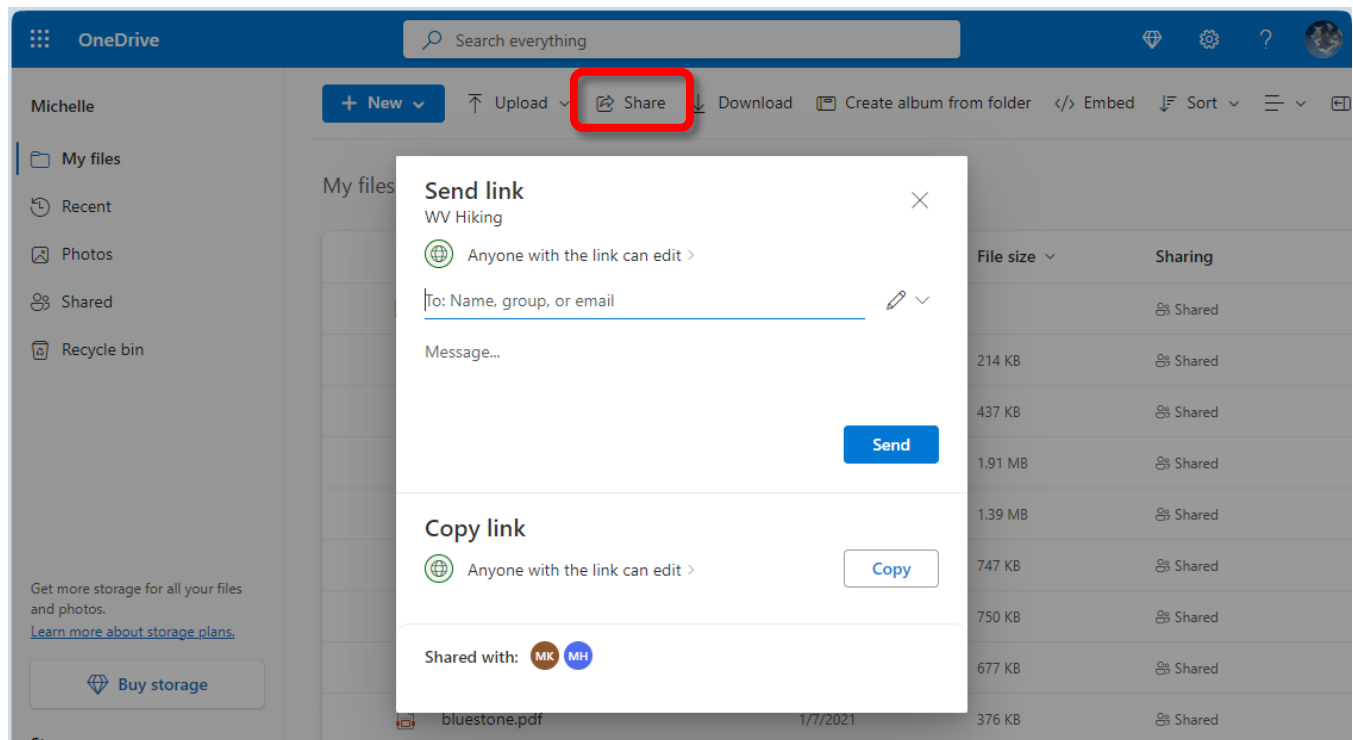 OneDrive
Search everything
?
Michelle
+ New
Upload
Share
Download
Create album from folder
</> Embed
Sort
My files
Recent
Photos
Shared
Recycle bin
Get more storage for all your files
and photos.
Learn more about storage plans.
Buy storage
My files
Send link
WV Hiking
Anyone with the link can edit >
To: Name, group, or email
Message...
Send
Copy link
Anyone with the link can edit >
Copy
Shared with: MK MH
File size
Sharing
Shared
214 KB Shared
437 KB Shared
1.91 MB Shared
1.39 MB Shared
747 KB Shared
750 KB Shared
677 KB Shared
bluestone.pdf 1/7/2021 376 KB Shared